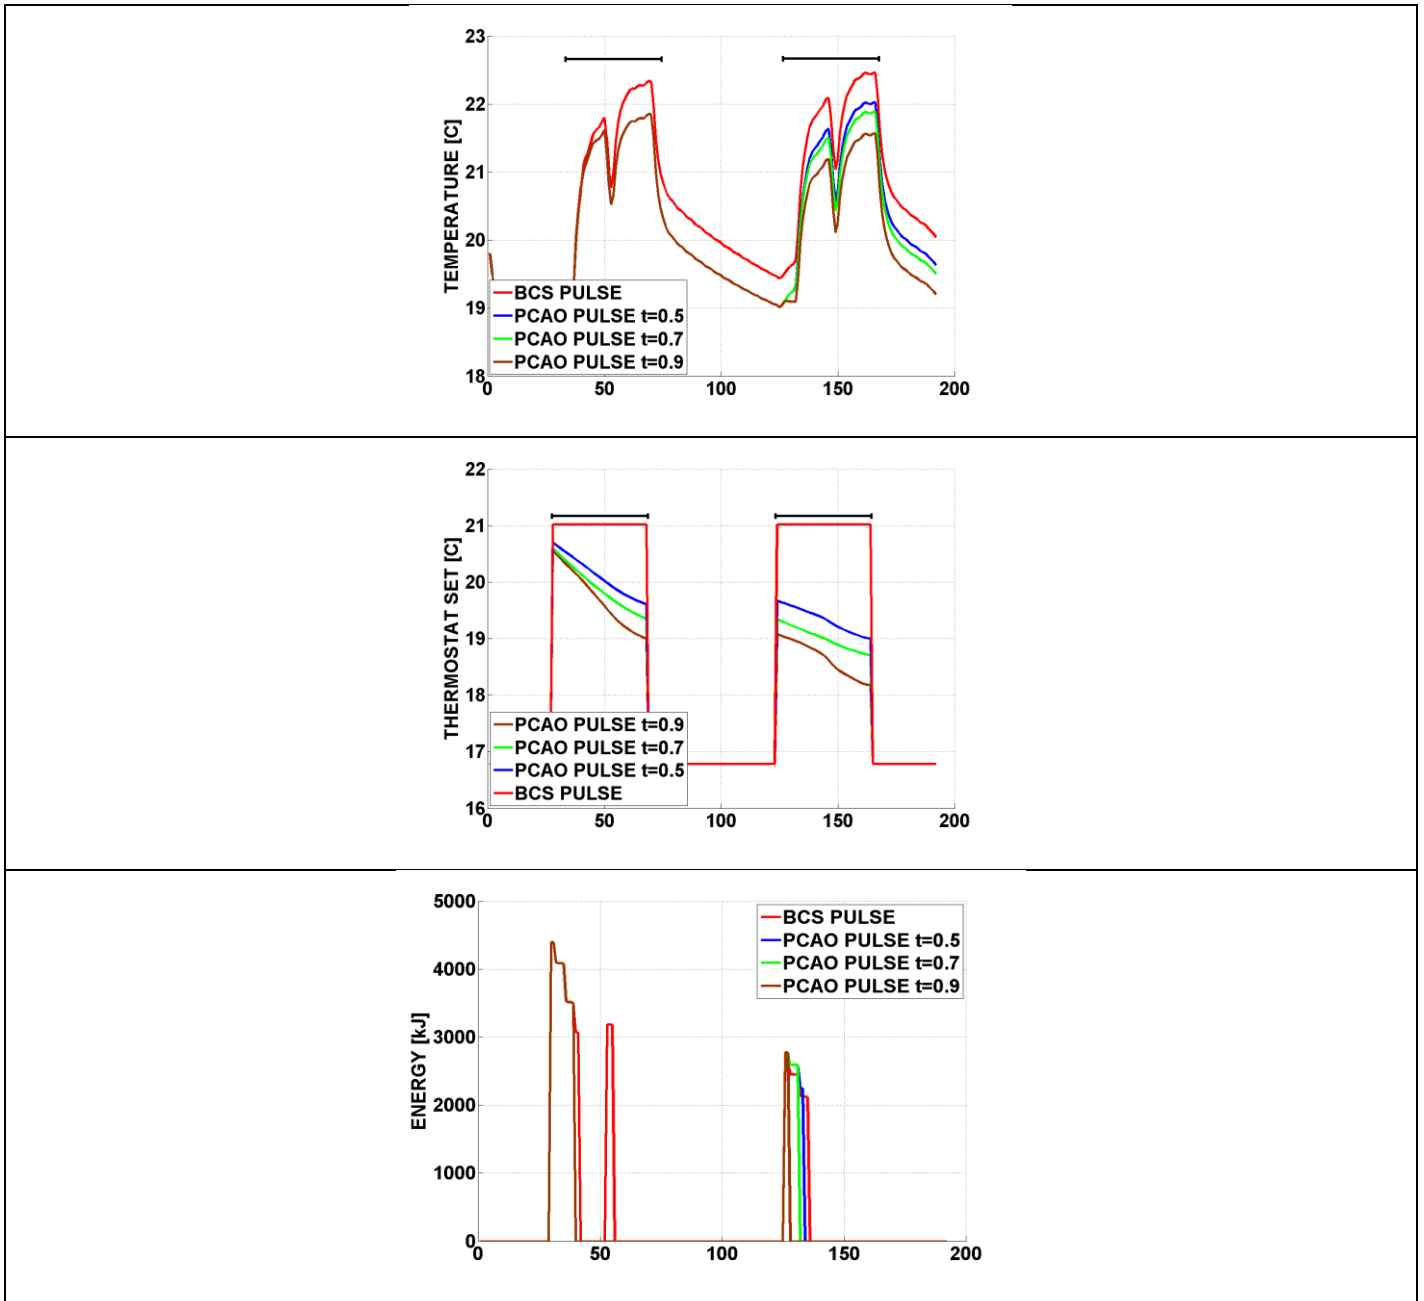 23
22
21
20
19
18
TEMPERATURE [C]
BCS PULSE
PCAO PULSE t=0.5
PCAO PULSE t=0.7
PCAO PULSE t=0.9
0 50 100 150 200
22
21
20
19
18
17
16
THERMOSTAT SET [C]
PCAO PULSE t=0.9
PCAO PULSE t=0.7
PCAO PULSE t=0.5
BCS PULSE
0 50 100 150 200
5000
4000
3000
2000
1000
0
ENERGY [kJ]
BCS PULSE
PCAO PULSE t=0.5
PCAO PULSE t=0.7
PCAO PULSE t=0.9
0 50 100 150 200